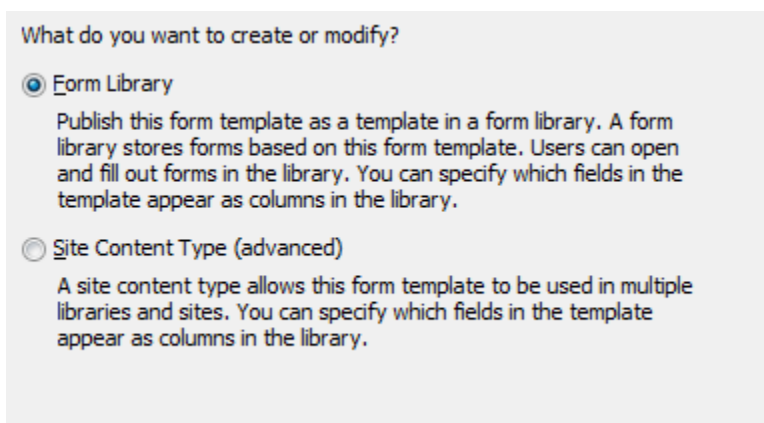 What do you want to create or modify?
Form Library
Publish this form template as a template in a form library. A form
library stores forms based on this form template. Users can open
and fill out forms in the library. You can specify which fields in the
template appear as columns in the library.
Site Content Type (advanced)
A site content type allows this form template to be used in multiple
libraries and sites. You can specify which fields in the template
appear as columns in the library.